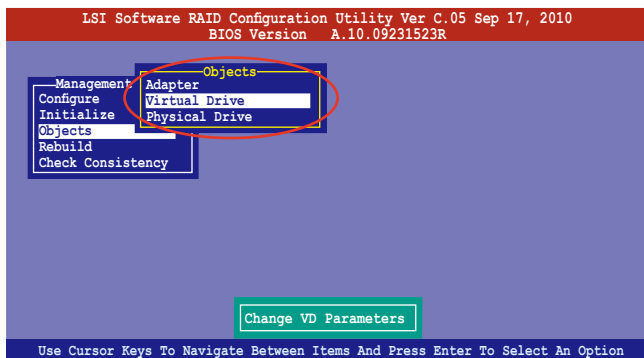 LSI Software RAID Configuration Utility Ver C.05 Sep 17, 2010
BIOS Version A.10.09231523R
Management
Configure
Initialize
Objects
Rebuild
Check Consistency
Objects
Adapter
Virtual Drive
Physical Drive
Change VD Parameters
Use Cursor Keys To Navigate Between Items And Press Enter To Select An Option